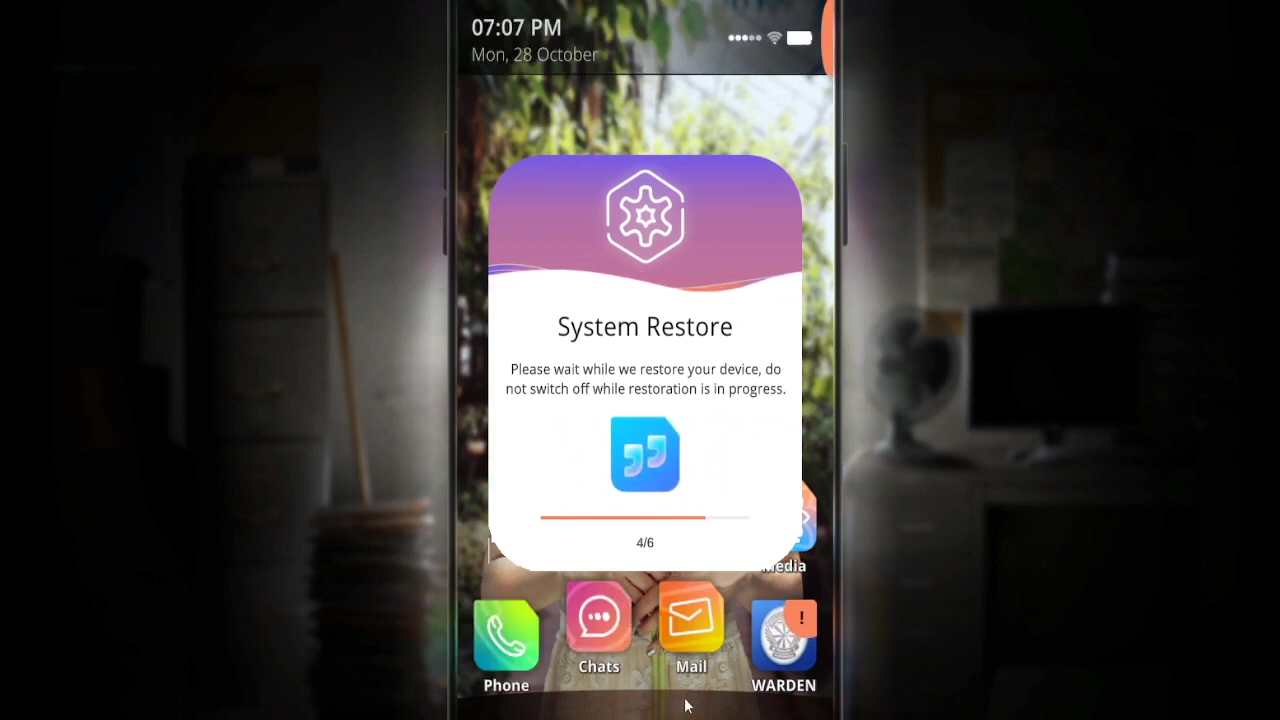 07:07 PM
Mon, 28 October
System Restore
Please wait while we restore your device, do
not switch off while restoration is in progress.
4/6
Media
Chats
Mail
!
Phone
WARDEN